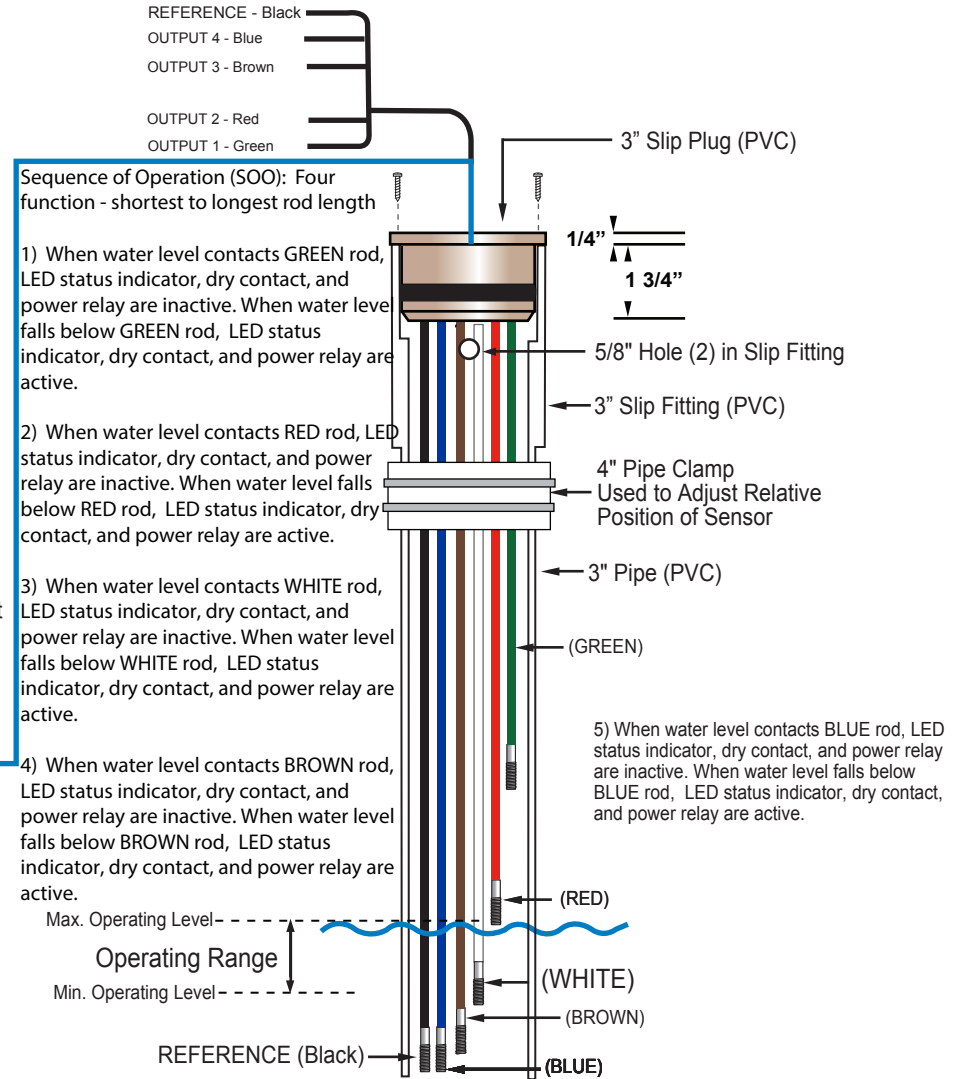 REFERENCE - Black
OUTPUT 4 - Blue
OUTPUT 3 - Brown
OUTPUT 2 - Red
OUTPUT 1 - Green
3” Slip Plug (PVC)
Sequence of Operation (SOO): Four
function - shortest to longest rod length
1) When water level contacts GREEN rod,
LED status indicator, dry contact, and
power relay are inactive. When water level
falls below GREEN rod, LED status
indicator, dry contact, and power relay are
active.
2) When water level contacts RED rod, LED
status indicator, dry contact, and power
relay are inactive. When water level falls
below RED rod, LED status indicator, dry
contact, and power relay are active.
3) When water level contacts WHITE rod,
LED status indicator, dry contact, and
power relay are inactive. When water level
falls below WHITE rod, LED status
indicator, dry contact, and power relay are
active.
4) When water level contacts BROWN rod,
LED status indicator, dry contact, and
power relay are inactive. When water level
falls below BROWN rod, LED status
indicator, dry contact, and power relay are
active.
1/4”
1 3/4”
5/8" Hole (2) in Slip Fitting
3” Slip Fitting (PVC)
4" Pipe Clamp
Used to Adjust Relative
Position of Sensor
3" Pipe (PVC)
(GREEN)
5) When water level contacts BLUE rod, LED
status indicator, dry contact, and power relay
are inactive. When water level falls below
BLUE rod, LED status indicator, dry contact,
and power relay are active.
(RED)
Max. Operating Level
Operating Range
Min. Operating Level
(WHITE)
(BROWN)
REFERENCE (Black)
(BLUE)